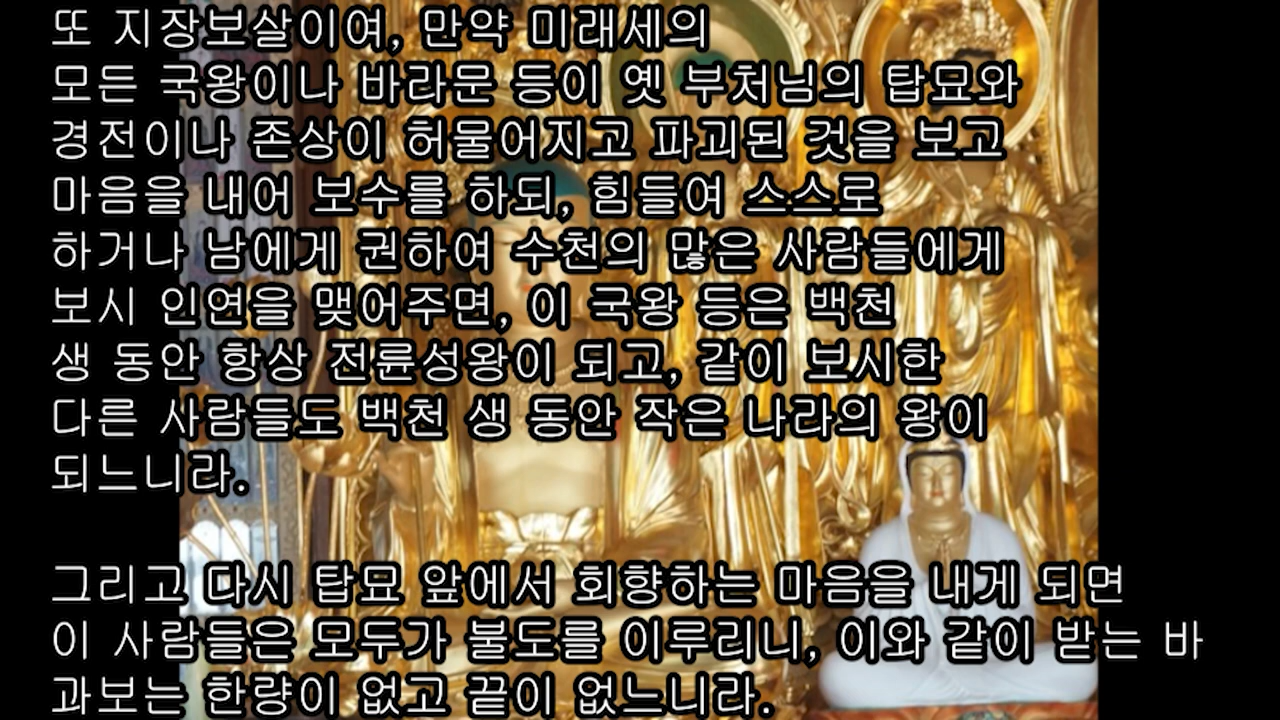 또 지장보살이여, 만약 미래세의
모든 국왕이나 바라문 등이 옛 부처님의 탑묘와
경전이나 존상이 허물어지고 파괴된 것을 보고
마음을 내어 보수를 하되, 힘들여 스스로
하거나 남에게 권하여 수천의 많은 사람들에게
보시 인연을 맺어주면, 이 국왕 등은 백천
생 동안 항상 전륜성왕이 되고, 같이 보시한
다른 사람들도 백천 생 동안 작은 나라의 왕이
되느니라.
그리고 다시 탑묘 앞에서 회향하는 마음을 내게 되면
이 사람들은 모두가 불도를 이루리니, 이와 같이 받는 바
과보는 한량이 없고 끝이 없느니라.